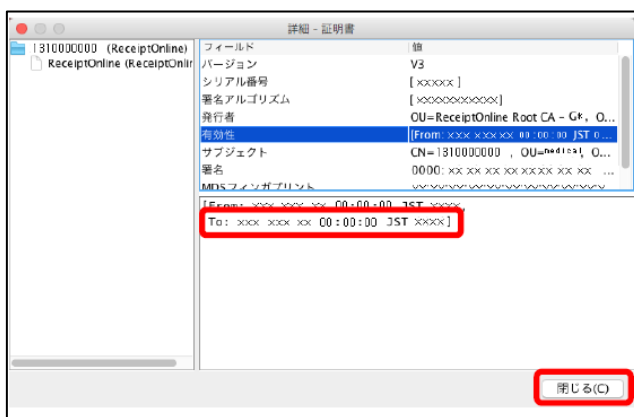 詳細 - 証明書
1310000000 (ReceiptOnline)
ReceiptOnline (ReceiptOnlir
フィールド 値
バージョン V3
シリアル番号 [ xxxxx ]
署名アルゴリズム [ xxxxxxxxxxx]
発行者 OU=ReceiptOnline Root CA - G*, O...
有効性 [From: xxx xxx xx 00:00:00 JST 0...
サブジェクト CN=1310000000 , OU=medical, O...
署名 0000: xx xx xx xx xxxx xx xx ...
MD5フィンガプリント
[From: xxx xxx xx 00:00:00 JST xxxx,
To: xxx xxx xx 00:00:00 JST xxxx]
閉じる(C)